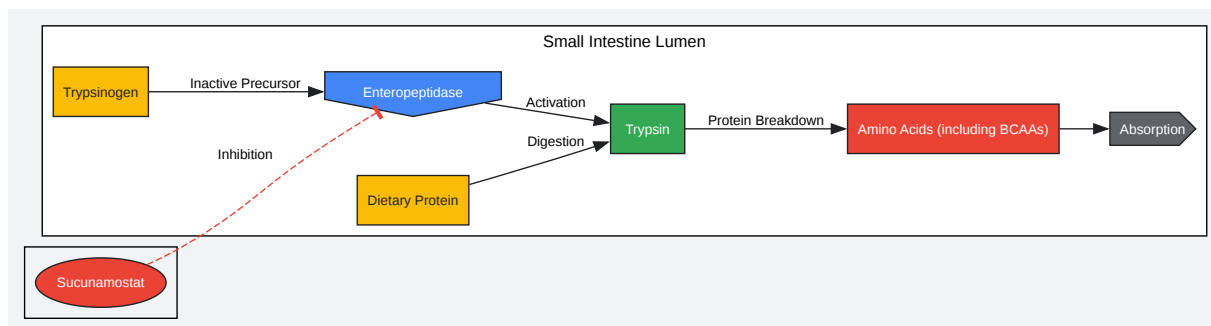 Small Intestine Lumen
Trypsinogen
Inactive Precursor
Enteropeptidase
Activation
Trypsin
Protein Breakdown
Amino Acids (including BCAAs)
Absorption
Digestion
Inhibition
Dietary Protein
Sucunamostat